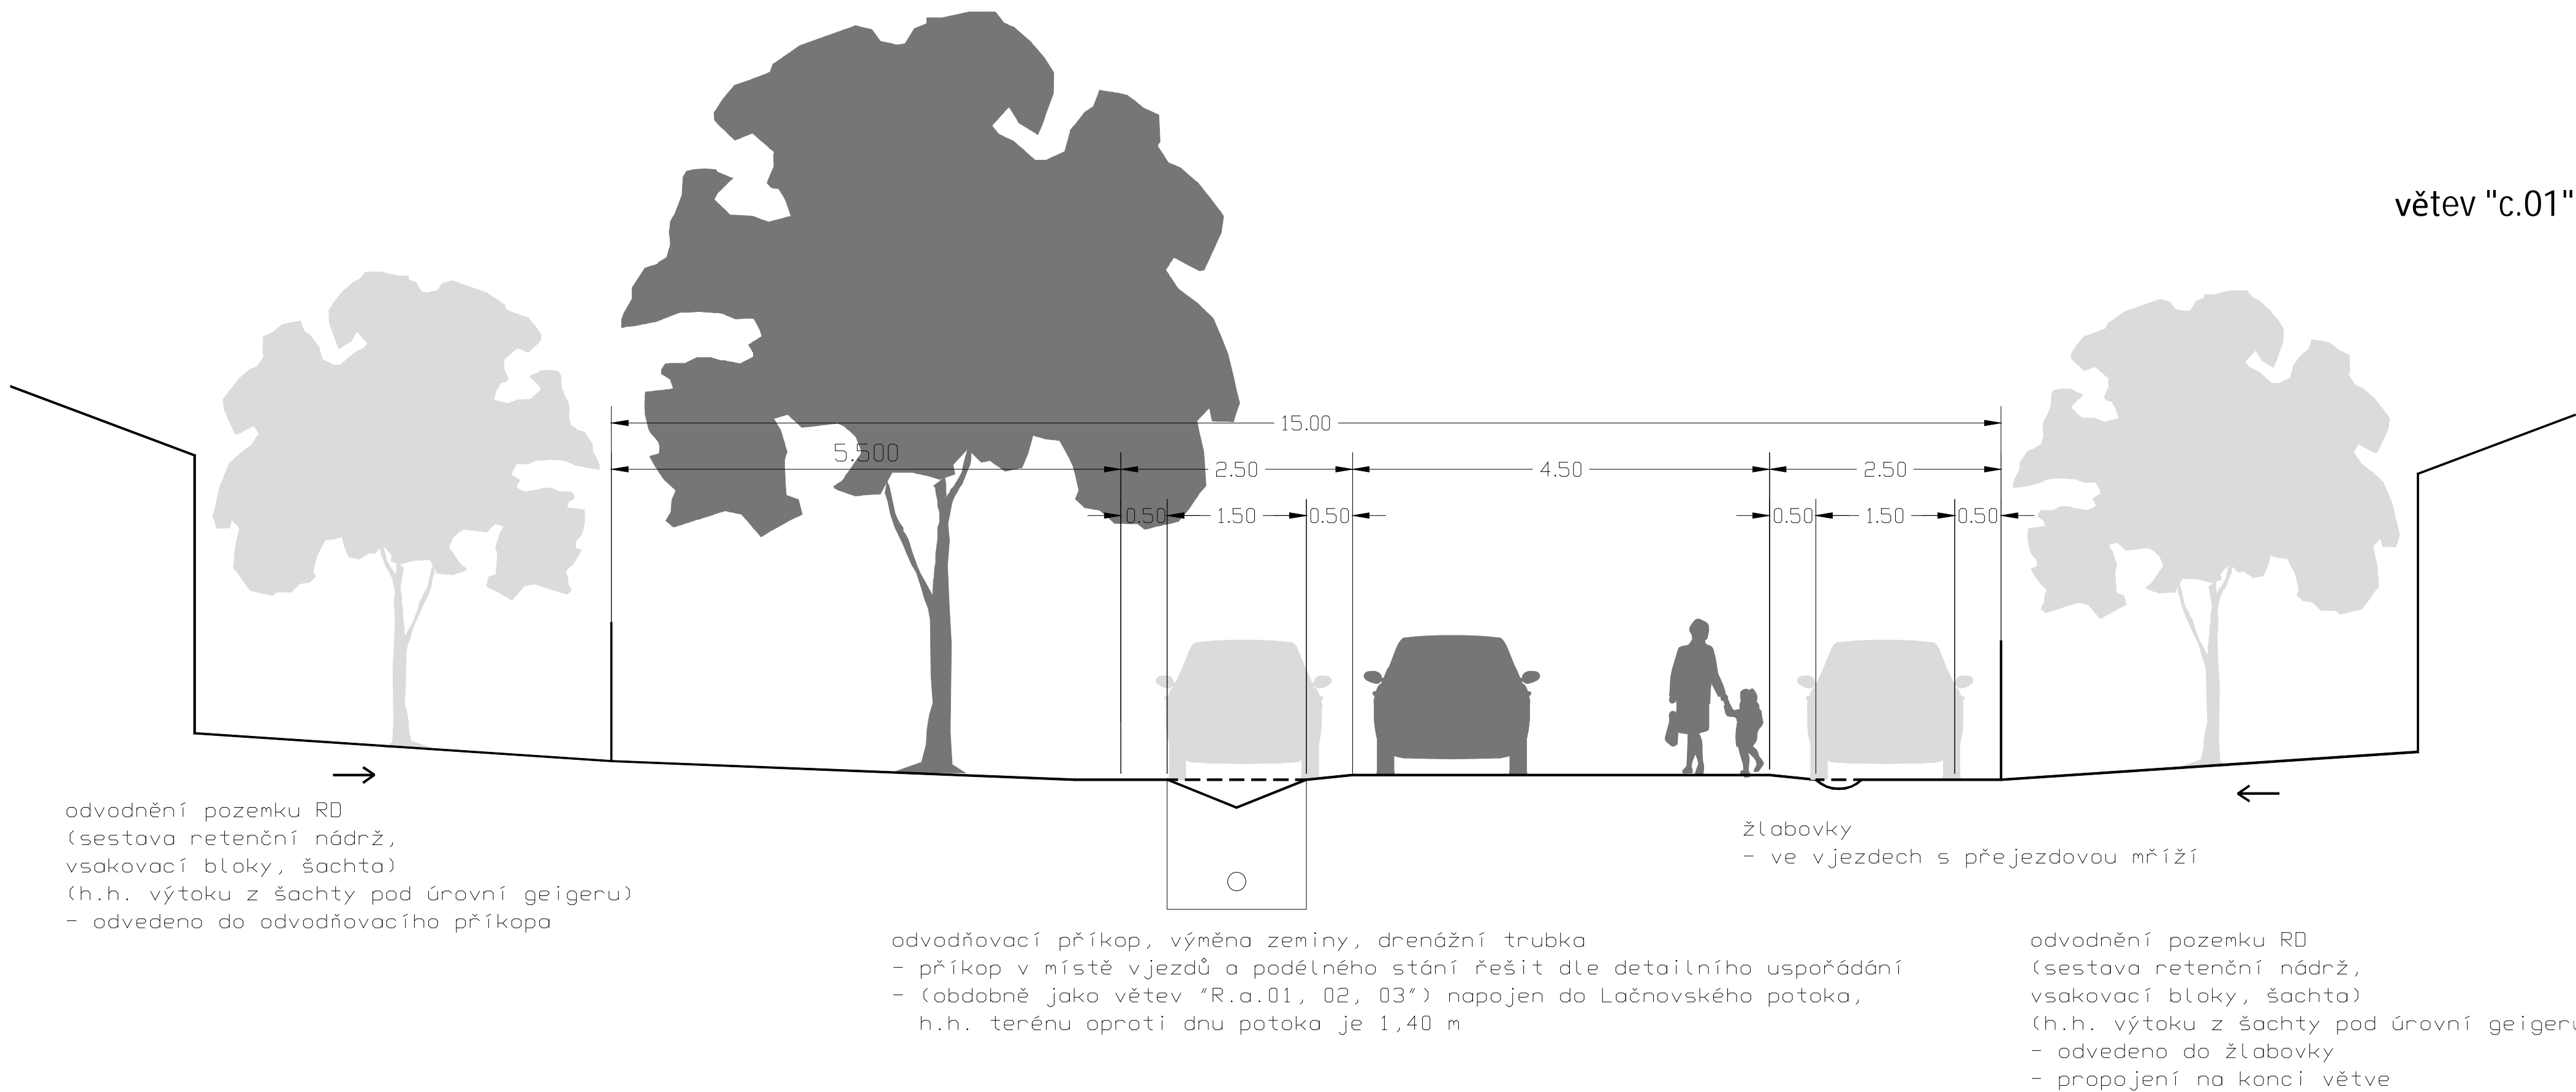 větev "c.01"
15.00
5.500
2.50
4.50
2.50
0.50
1.50
0.50
0.50
1.50
0.50
odvodnění pozemku RD
(sestava retenční nádrž,
vsakovací bloky, šachta)
(h.h. výtoku z šachty pod úrovní geigeru)
- odvedeno do odvodňovacího příkopa
žlabovky
- ve vjezdech s přejezdovou mříží
odvodňovací příkop, výměna zeminy, drenážní trubka
- příkop v místě vjezdů a podélného stání řešit dle detailního uspořádání
- (obdobně jako větev "R.a.01, 02, 03") napojen do Lačnovského potoka,
h.h. terénu oproti dnu potoka je 1,40 m
odvodnění pozemku RD
(sestava retenční nádrž,
vsakovací bloky, šachta)
(h.h. výtoku z šachty pod úrovní geigeru
- odvedeno do žlabovky
- propojení na konci větve